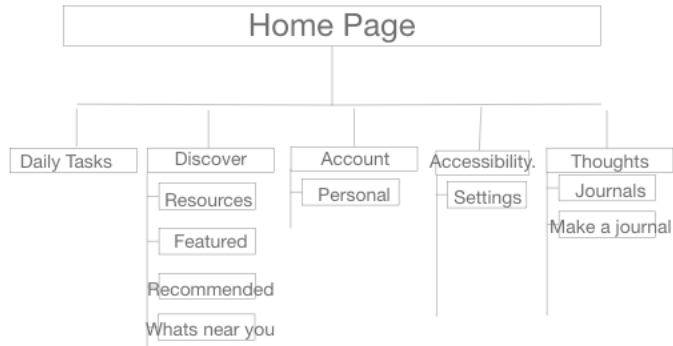 Home Page
Daily Tasks
Discover
Account
Accessibility.
Thoughts
Resources
Featured
Recommended
Whats near you
Personal
Settings
Journals
Make a journal